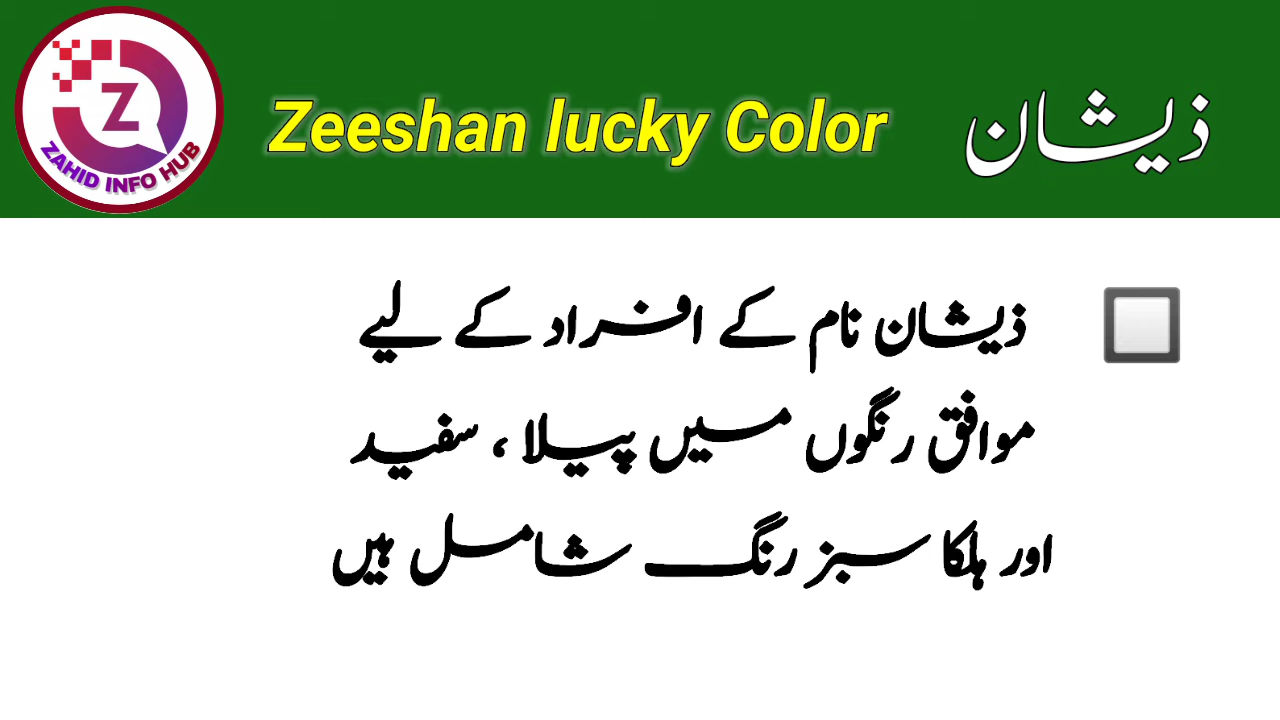 Z
ZAHID INFO HUB
Zeeshan lucky Color
ذیشان
ذیشان نام کے افراد کے لیے
موافق رنگوں میں پیلا ، سفید
اور ہلکا سبز رنگ شامل ہیں